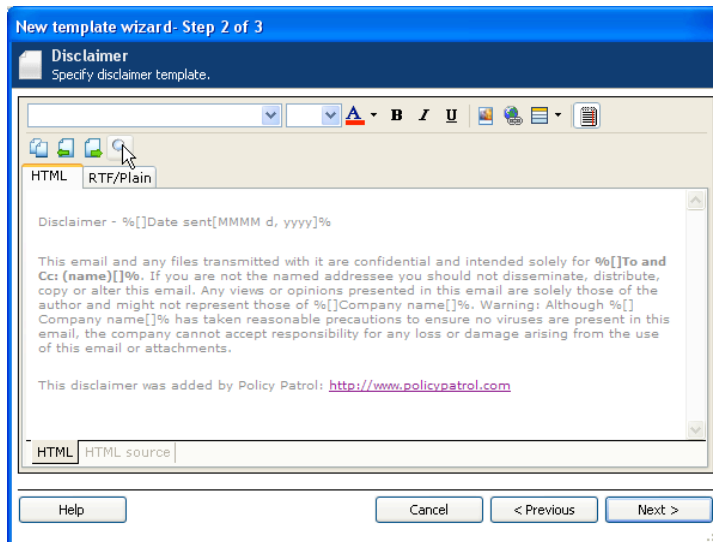 New template wizard- Step 2 of 3
Disclaimer
Specify disclaimer template.
A B I U
HTML RTF/Plain
Disclaimer - %[]Date sent[MMMM d, yyyy]%
This email and any files transmitted with it are confidential and intended solely for %[]To and
Cc: (name)[]%. If you are not the named addressee you should not disseminate, distribute,
copy or alter this email. Any views or opinions presented in this email are solely those of the
author and might not represent those of %[]Company name[]%. Warning: Although %[]
Company name[]% has taken reasonable precautions to ensure no viruses are present in this
email, the company cannot accept responsibility for any loss or damage arising from the use
of this email or attachments.
This disclaimer was added by Policy Patrol: http://www.policypatrol.com
HTML HTML source
Help Cancel < Previous Next >